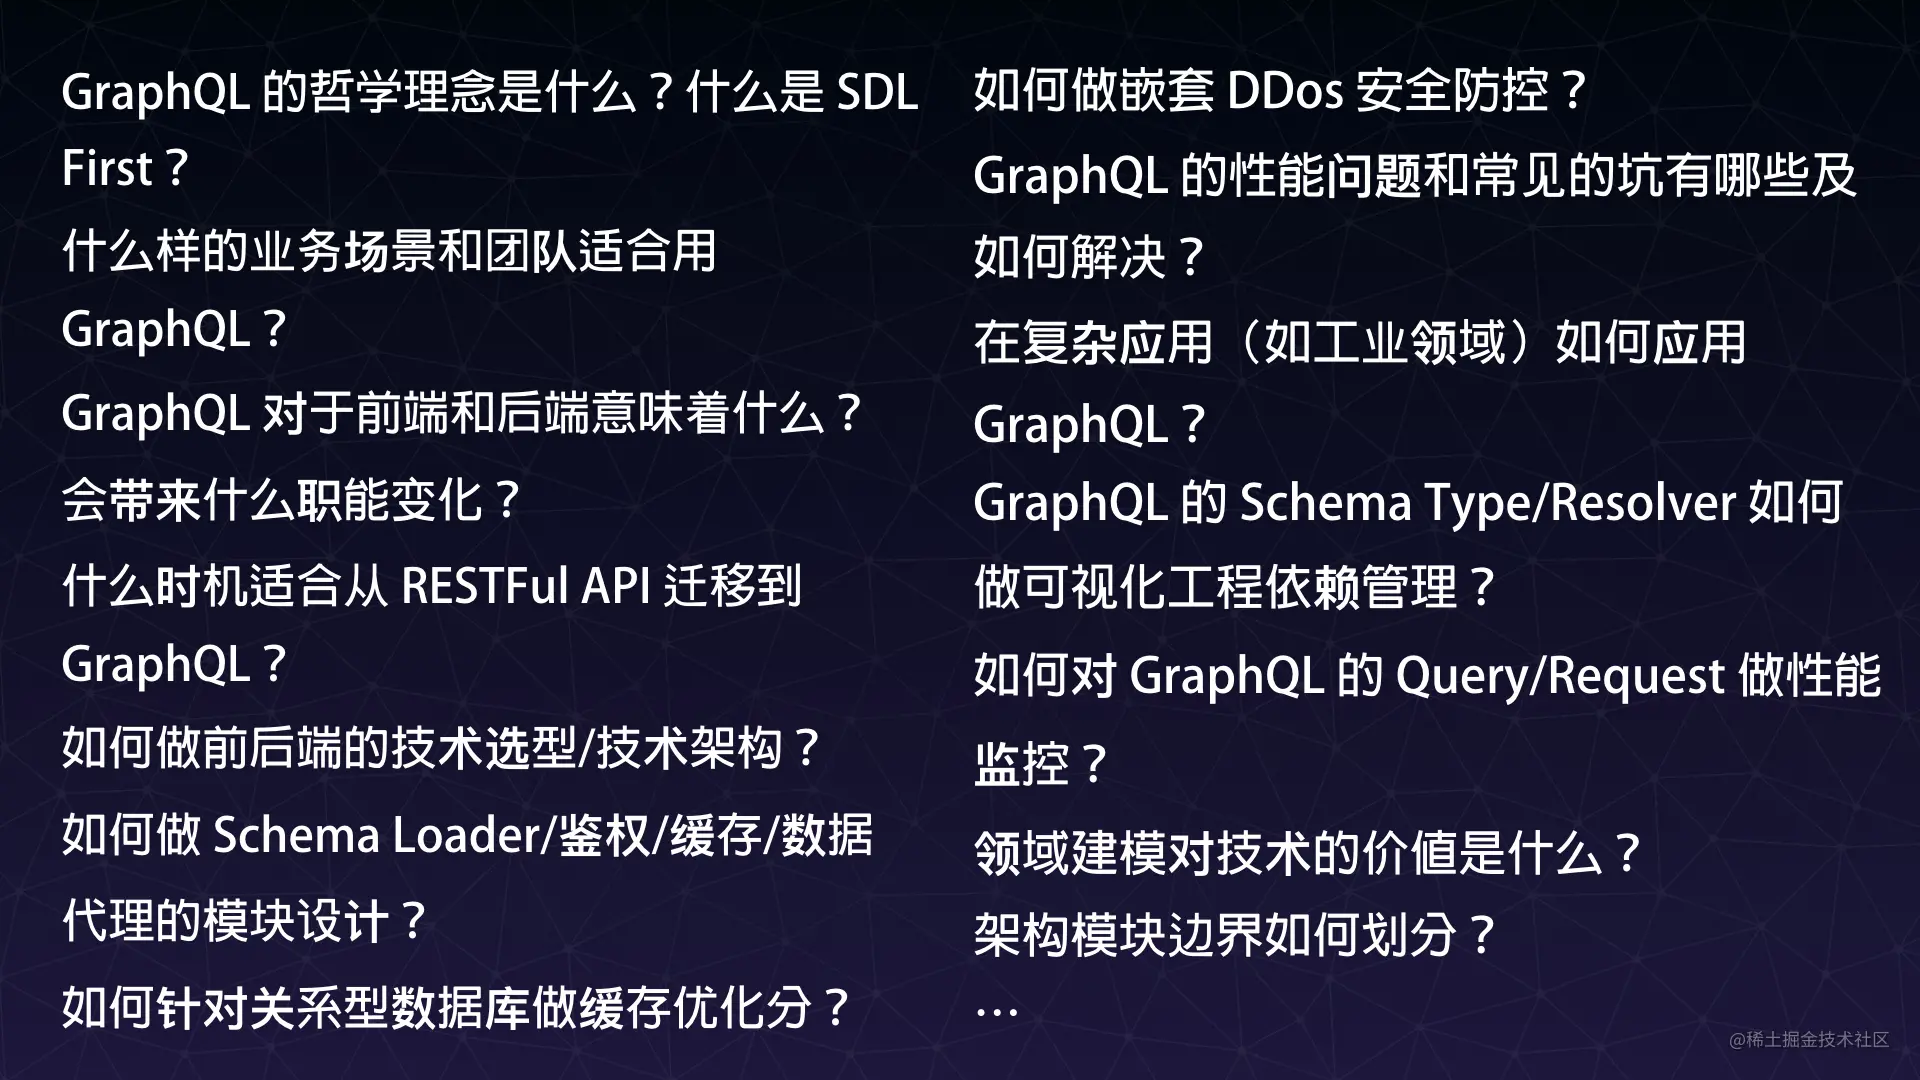 GraphQL 的哲学理念是什么？什么是 SDL
First？
什么样的业务场景和团队适合用
GraphQL？
GraphQL 对于前端和后端意味着什么？
会带来什么职能变化？
什么时机适合从 RESTFul API 迁移到
GraphQL？
如何做前后端的技术选型/技术架构？
如何做 Schema Loader/鉴权/缓存/数据
代理的模块设计？
如何针对关系型数据库做缓存优化分？
如何做嵌套 DDos 安全防控？
GraphQL 的性能问题和常见的坑有哪些及
如何解决？
在复杂应用（如工业领域）如何应用
GraphQL？
GraphQL 的 Schema Type/Resolver 如何
做可视化工程依赖管理？
如何对 GraphQL 的 Query/Request 做性能
监控？
领域建模对技术的价值是什么？
架构模块边界如何划分？
…
@稀土掘金技术社区